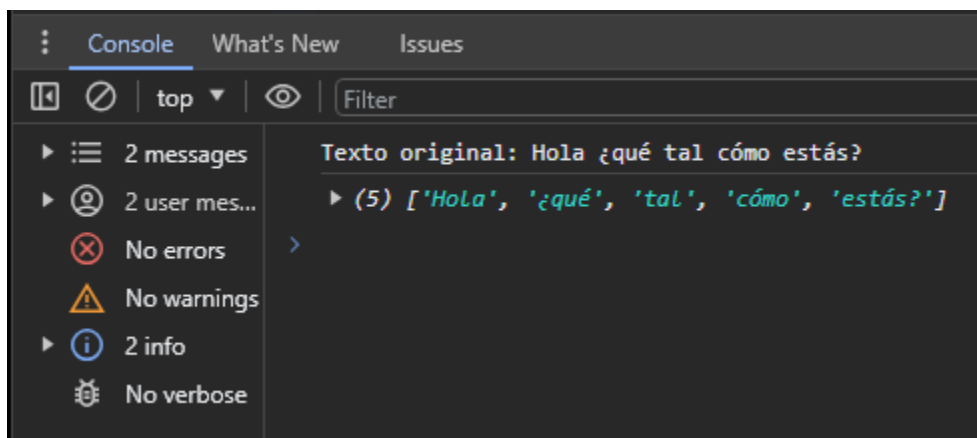 Console What's New Issues
top Filter
2 messages
2 user mes...
No errors
No warnings
2 info
No verbose
Texto original: Hola ¿qué tal cómo estás?
(5) ['Hola', '¿qué', 'tal', 'cómo', 'estás?']